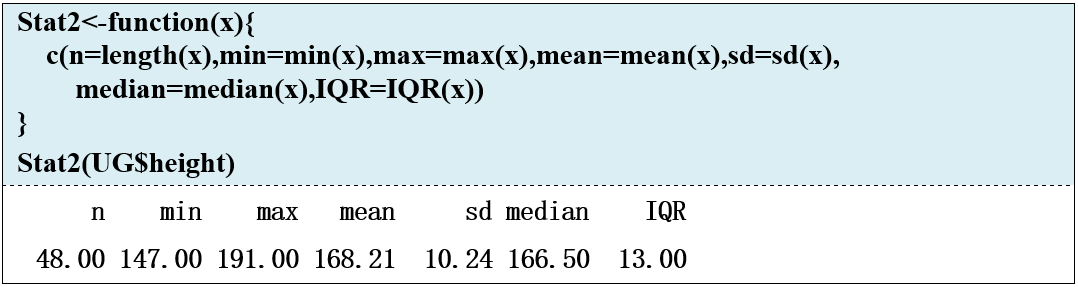 Stat2<-function(x){
c(n=length(x),min=min(x),max=max(x),mean=mean(x),sd=sd(x),
median=median(x),IQR=IQR(x))
}
Stat2(UG$height)
n min max mean sd median IQR
48.00 147.00 191.00 168.21 10.24 166.50 13.00